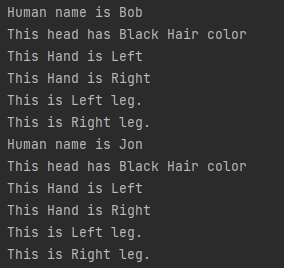 Human name is Bob
This head has Black Hair color
This Hand is Left
This Hand is Right
This is Left leg.
This is Right leg.
Human name is Jon
This head has Black Hair color
This Hand is Left
This Hand is Right
This is Left leg.
This is Right leg.